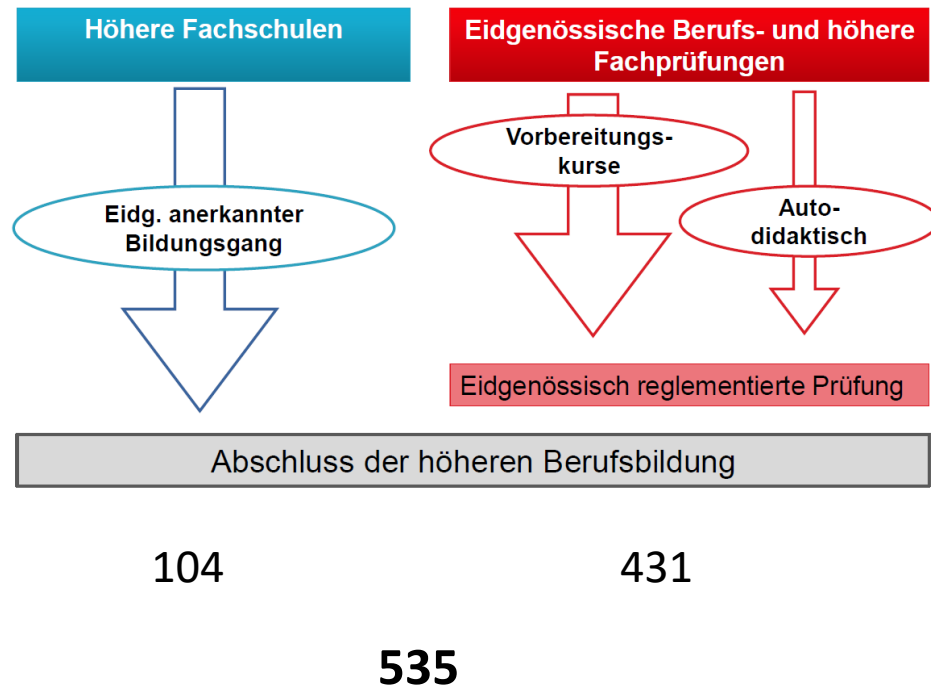 Höhere Fachschulen
Eidgenössische Berufs- und höhere
Fachprüfungen
Vorbereitungs-
kurse
Eidg. anerkannter
Bildungsgang
Auto-
didaktisch
Eidgenössisch reglementierte Prüfung
Abschluss der höheren Berufsbildung
104
431
535